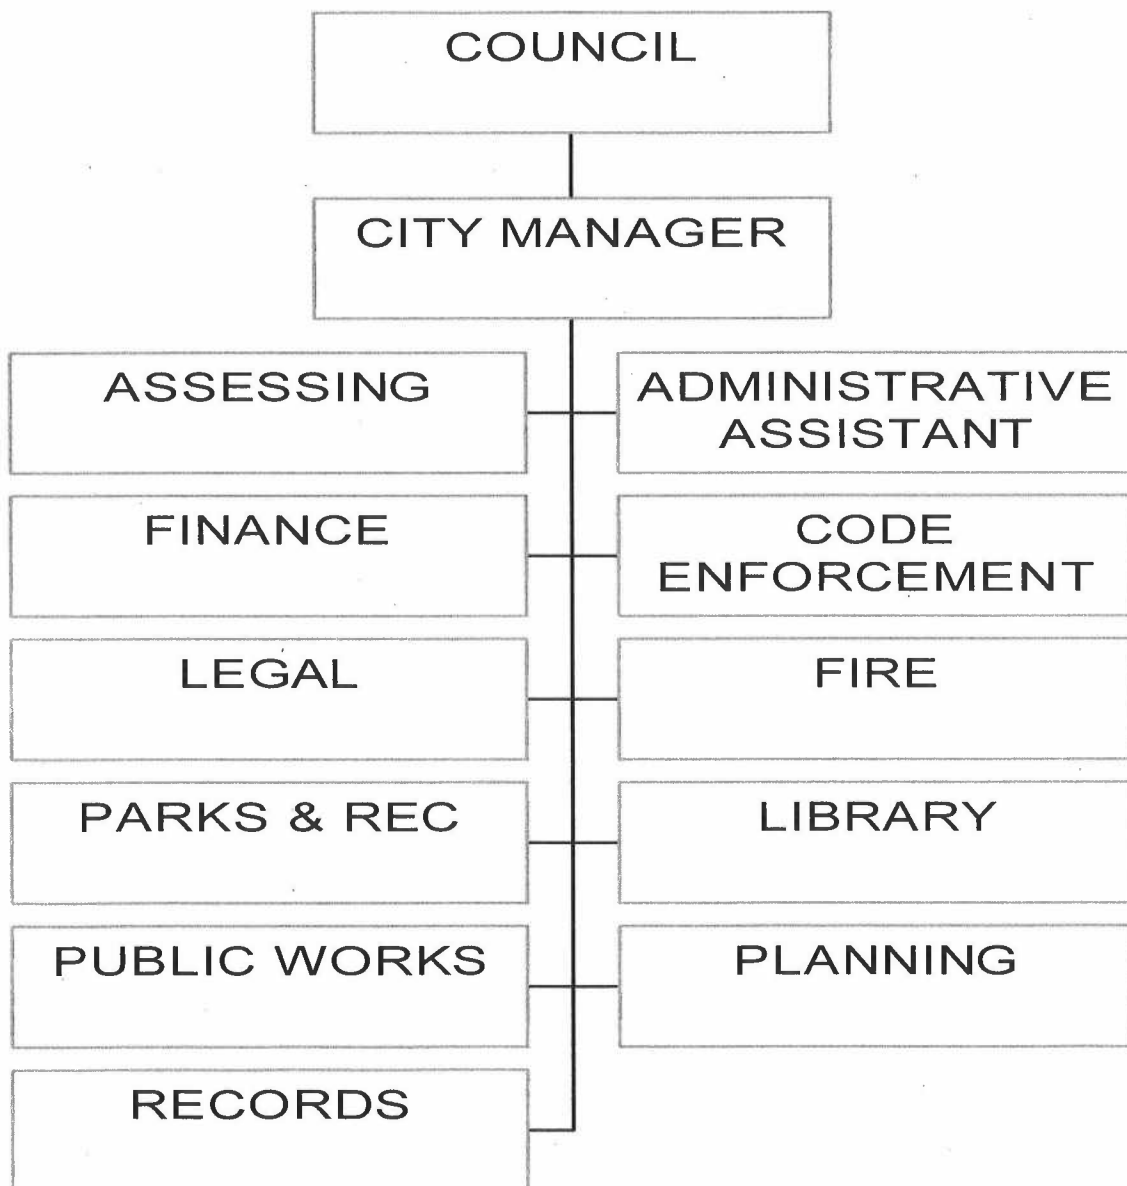 COUNCIL
CITY MANAGER
ASSESSING
ADMINISTRATIVE
ASSISTANT
FINANCE
CODE
ENFORCEMENT
LEGAL
FIRE
PARKS & REC
LIBRARY
PUBLIC WORKS
PLANNING
RECORDS